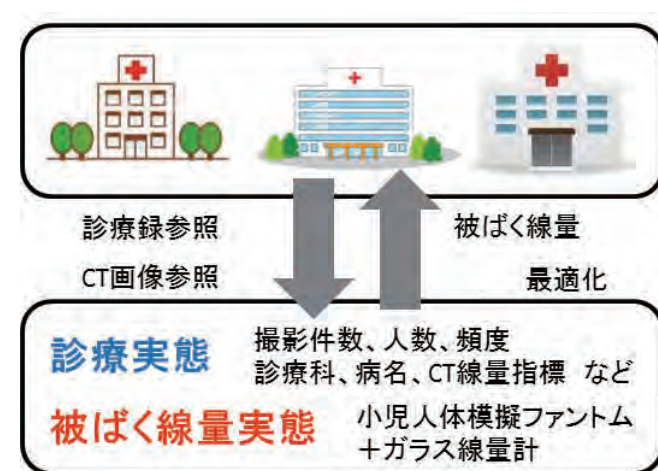 診療録参照
被ばく線量
CT画像参照
最適化
診療実態
撮影件数、人数、頻度
診療科、病名、CT線量指標 など
被ばく線量実態
小児人体模擬ファントム
+ガラス線量計